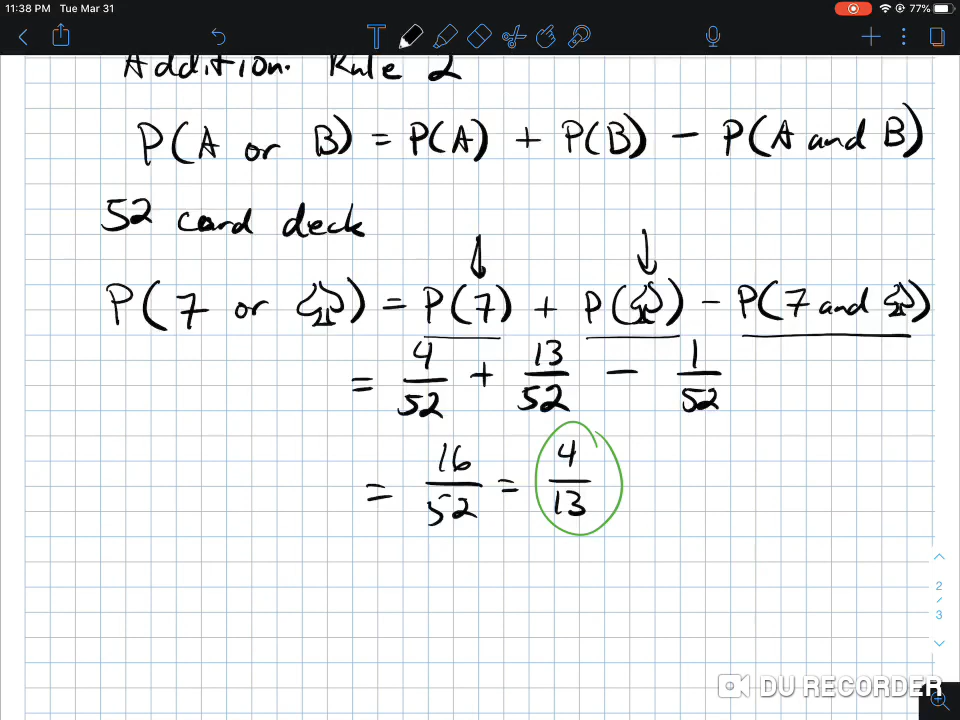 11:38 PM Tue Mar 31 77%
Addition Rule 2
P(A or B) = P(A) + P(B) - P(A and B)
52 card deck
P(7 or ♤) = P(7) + P(♤) - P(7 and ♤)
= 4/52 + 13/52 - 1/52
= 16/52 = 4/13
2
3
DU RECORDER